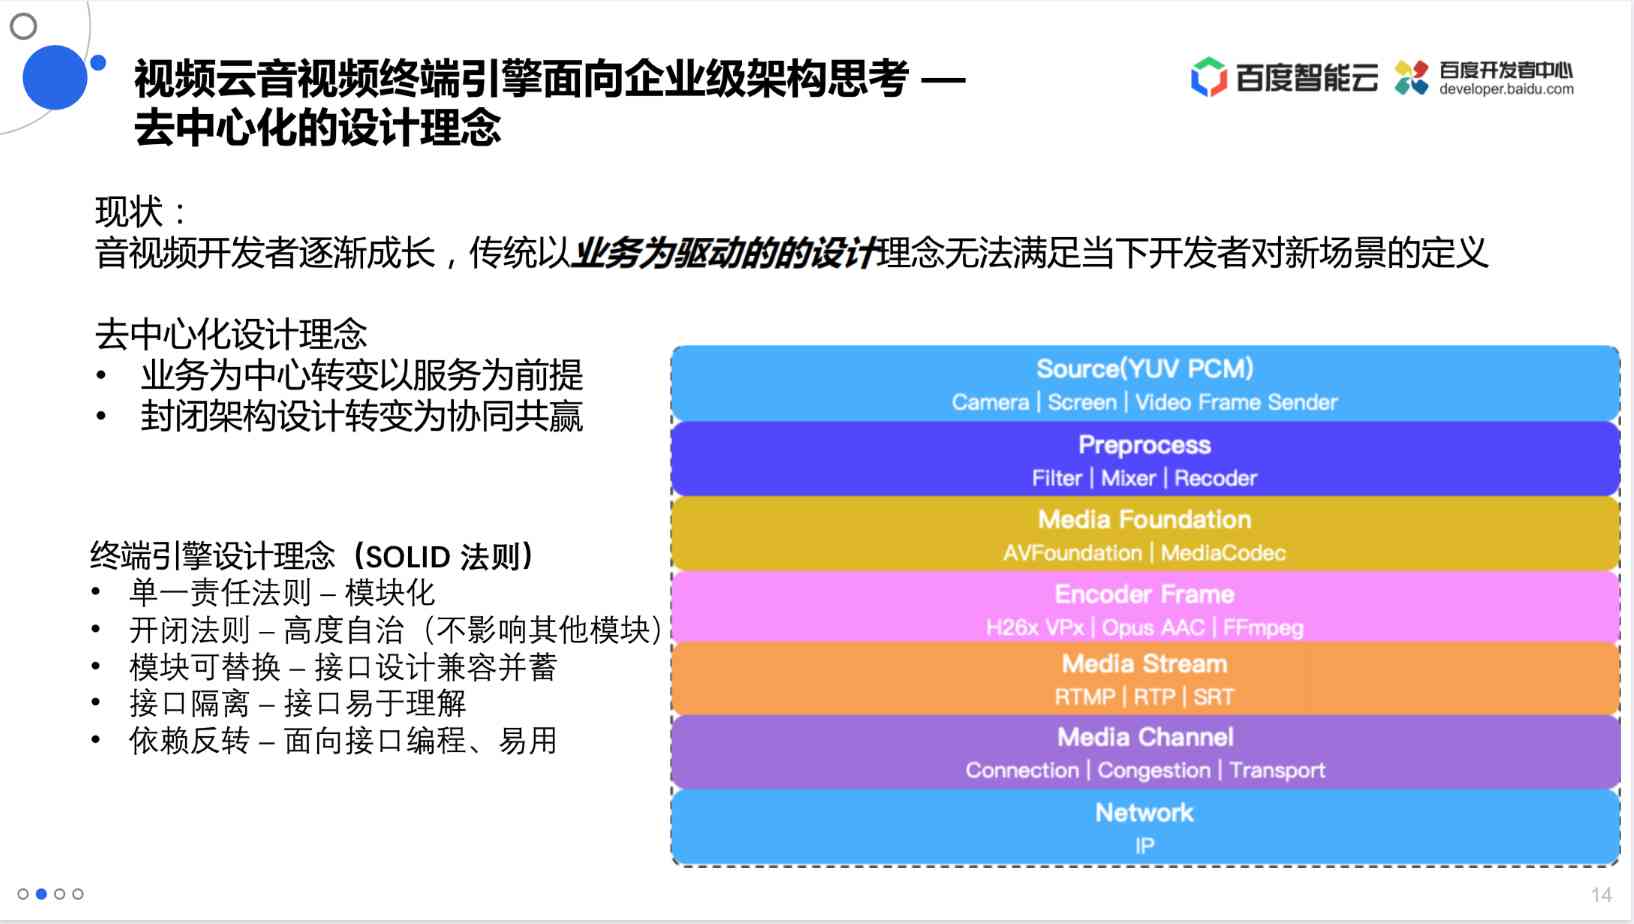 视频云音视频终端引擎面向企业级架构思考 —
去中心化的设计理念
百度智能云
百度开发者中心
developer.baidu.com
现状：
音视频开发者逐渐成长，传统以业务为驱动的的设计理念无法满足当下开发者对新场景的定义
去中心化设计理念
• 业务为中心转变以服务为前提
• 封闭架构设计转变为协同共赢
终端引擎设计理念（SOLID 法则）
• 单一责任法则 – 模块化
• 开闭法则 – 高度自治（不影响其他模块）
• 模块可替换 – 接口设计兼容并蓄
• 接口隔离 – 接口易于理解
• 依赖反转 – 面向接口编程、易用
Source(YUV PCM)
Camera | Screen | Video Frame Sender
Preprocess
Filter | Mixer | Recoder
Media Foundation
AVFoundation | MediaCodec
Encoder Frame
H26x VPx | Opus AAC | FFmpeg
Media Stream
RTMP | RTP | SRT
Media Channel
Connection | Congestion | Transport
Network
IP
14